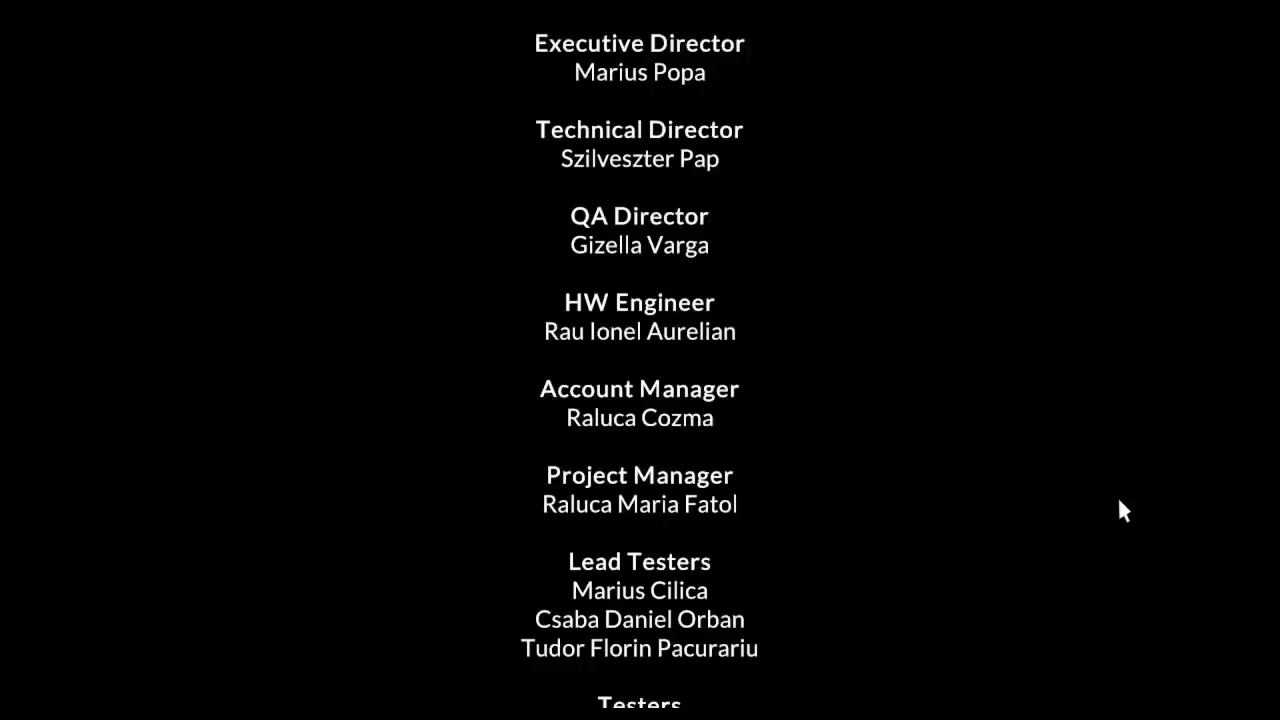 Executive Director
Marius Popa
Technical Director
Szilveszter Pap
QA Director
Gizella Varga
HW Engineer
Rau Ionel Aurelian
Account Manager
Raluca Cozma
Project Manager
Raluca Maria Fatol
Lead Testers
Marius Cilica
Csaba Daniel Orban
Tudor Florin Pacurariu
Testers